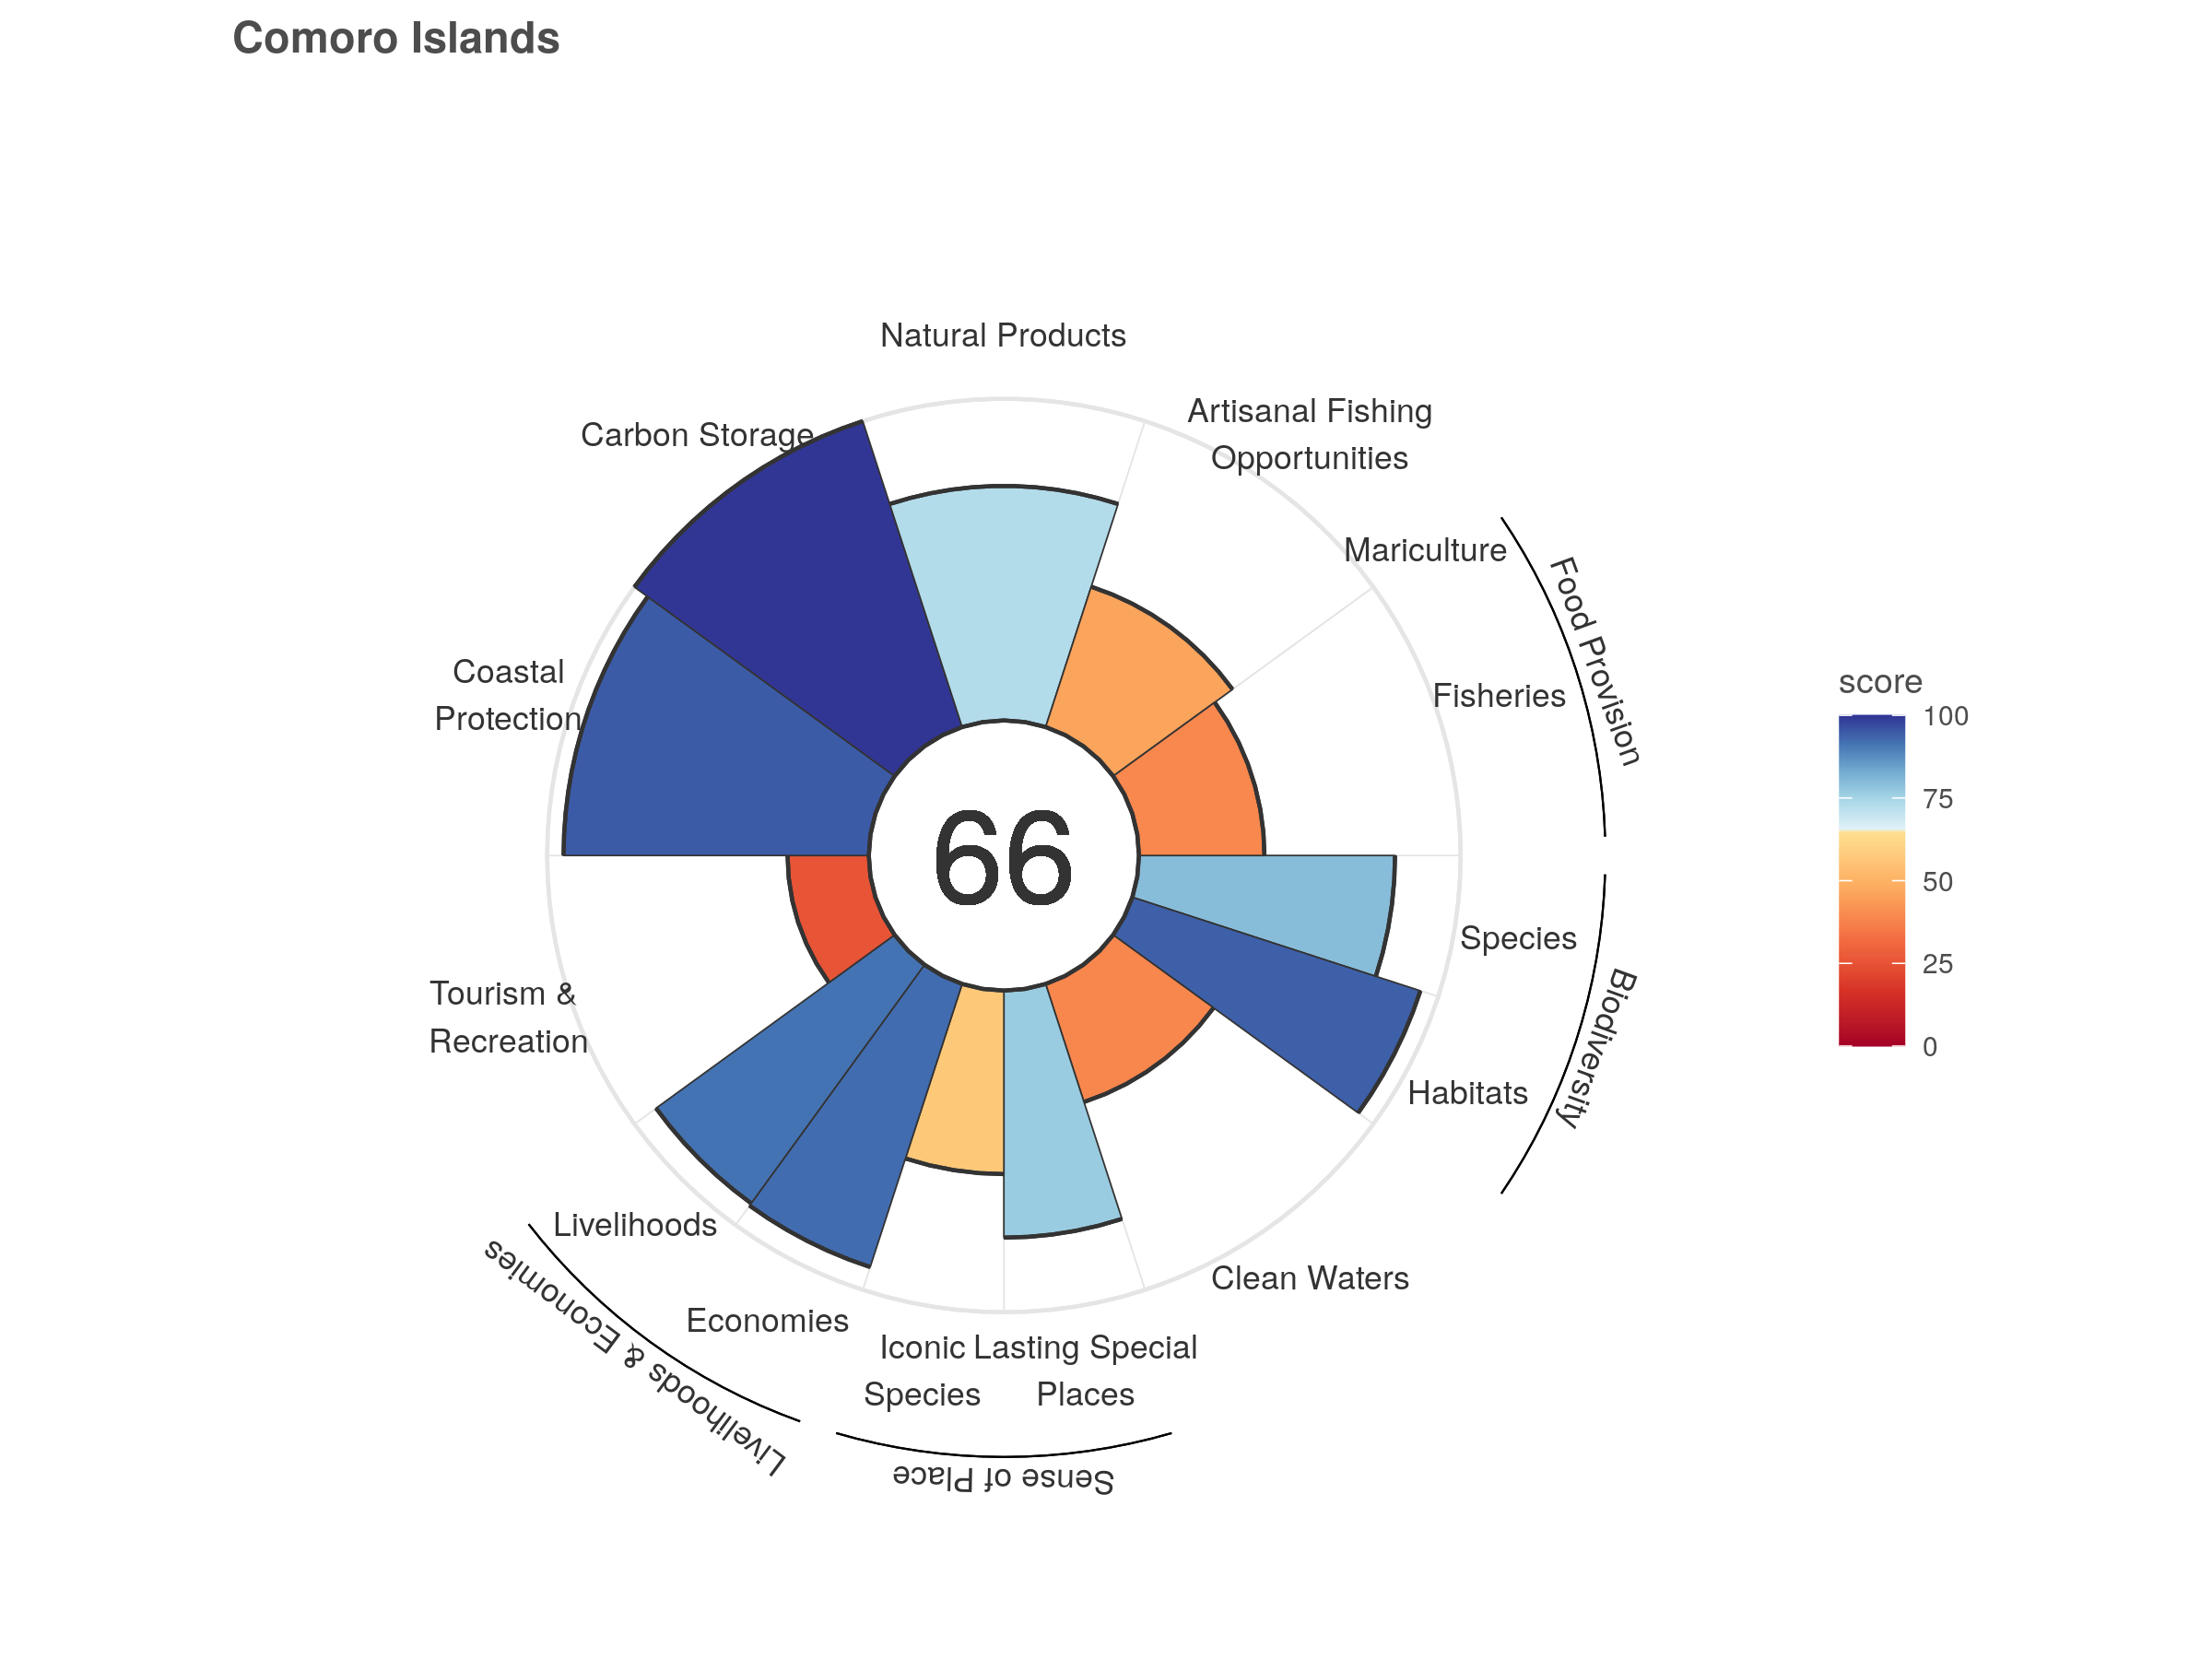 Comoro Islands
Natural Products
Artisanal Fishing
Opportunities
Carbon Storage
Mariculture
Food Provision
Fisheries
Coastal
Protection
66
score
100
75
50
25
0
Species
Biodiversity
Habitats
Tourism &
Recreation
Livelihoods
Livelihoods & Economies
Economies
Clean Waters
Iconic
Species
Lasting Special
Places
Sense of Place